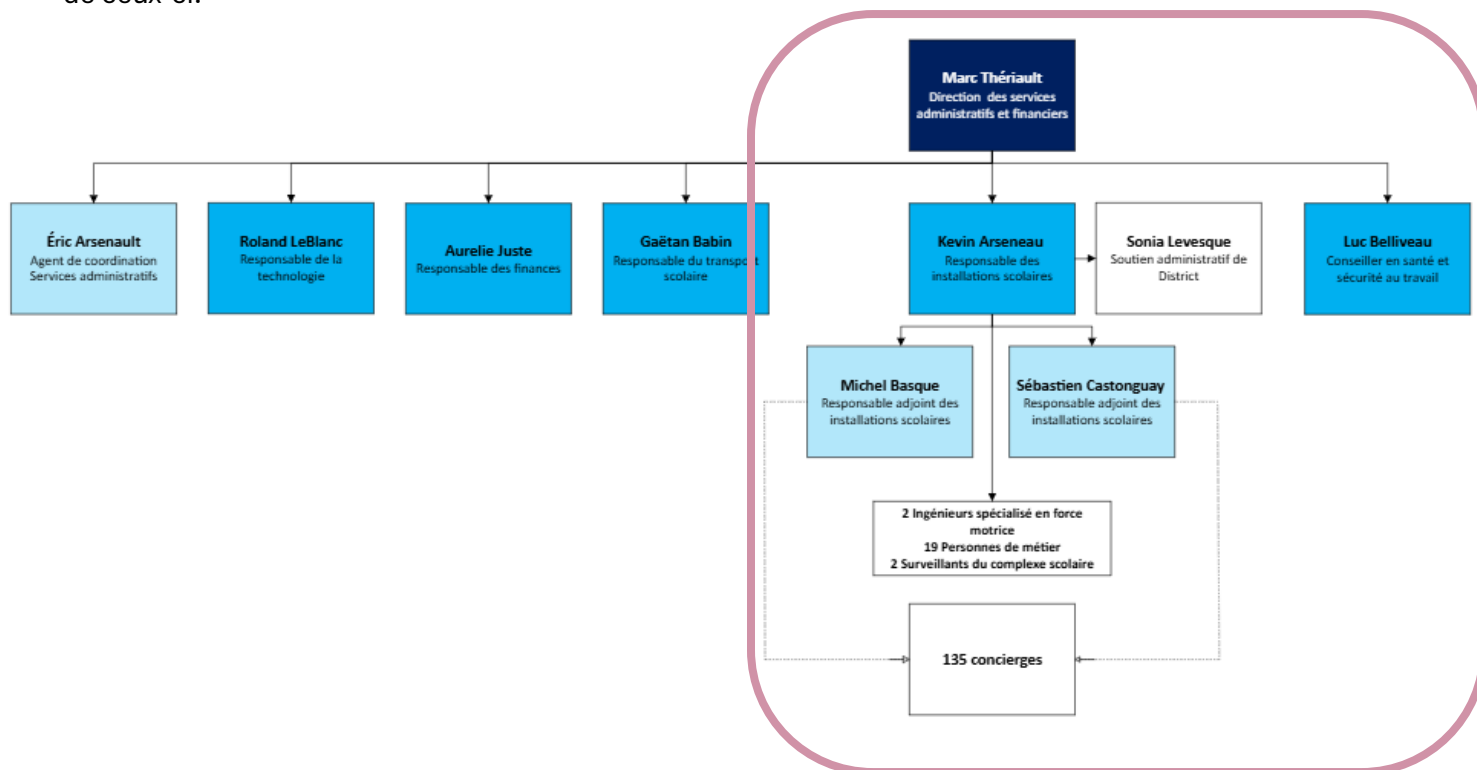 de ceux-ci.
Marc Thériault
Direction des services
administratifs et financiers
Éric Arsenault
Agent de coordination
Services administratifs
Roland LeBlanc
Responsable de la
technologie
Aurelie Juste
Responsable des finances
Gaëtan Babin
Responsable du transport
scolaire
Kevin Arseneau
Responsable des
installations scolaires
Sonia Levesque
Soutien administratif de
District
Luc Belliveau
Conseiller en santé et
sécurité au travail
Michel Basque
Responsable adjoint des
installations scolaires
Sébastien Castonguay
Responsable adjoint des
installations scolaires
2 Ingénieurs spécialisé en force
motrice
19 Personnes de métier
2 Surveillants du complexe scolaire
135 concierges